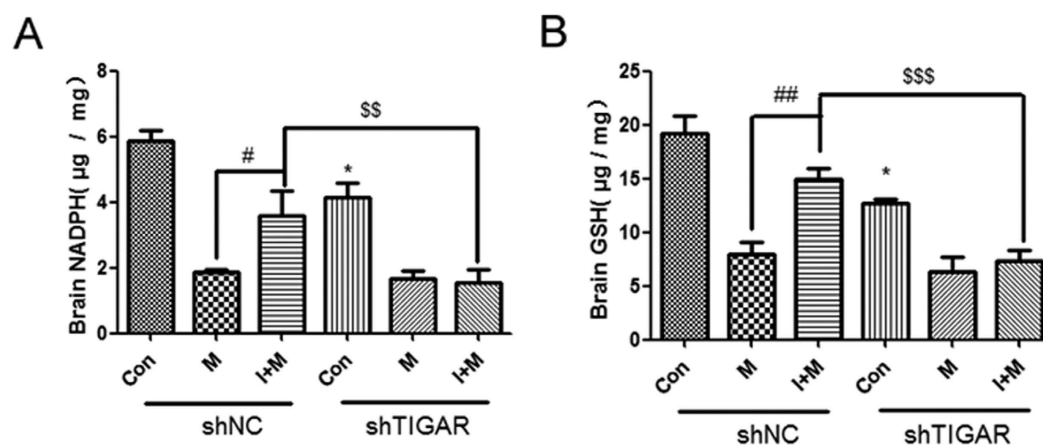 A
Brain NADPH( μg / mg)
8
6
4
2
0
#
$$
*
Con
M
I+M
Con
M
I+M
shNC
shTIGAR
B
Brain GSH( μg / mg)
25
20
15
10
5
0
##
$$$
*
Con
M
I+M
Con
M
I+M
shNC
shTIGAR